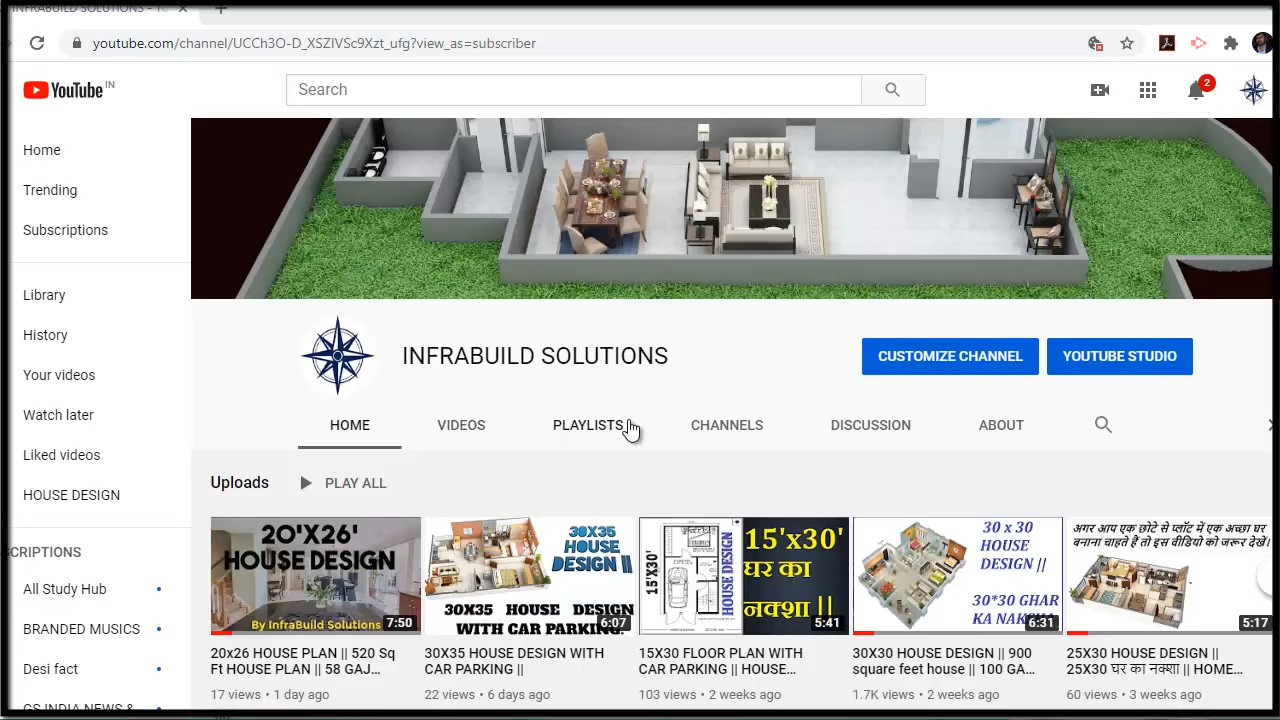 INFRABUILD SOLUTIONS - Yo
youtube.com/channel/UCCh3O-D_XSZIVSc9Xzt_ufg?view_as=subscriber
YouTube IN
Search
2
Home
Trending
Subscriptions
Library
History
Your videos
Watch later
Liked videos
HOUSE DESIGN
SCRIPTIONS
All Study Hub
BRANDED MUSICS
Desi fact
GS INDIA NEWS &
INFRABUILD SOLUTIONS
CUSTOMIZE CHANNEL
YOUTUBE STUDIO
HOME VIDEOS PLAYLISTS CHANNELS DISCUSSION ABOUT
Uploads PLAY ALL
20'X26'
HOUSE DESIGN
By InfraBuild Solutions
7:50
20x26 HOUSE PLAN || 520 Sq
Ft HOUSE PLAN || 58 GAJ...
17 views • 1 day ago
30X35
HOUSE
DESIGN ||
30X35 HOUSE DESIGN
WITH CAR PARKING.
6:07
30X35 HOUSE DESIGN WITH
CAR PARKING ||
22 views • 6 days ago
15'X30'
HOUSE DESIGN
15'x30'
घर का
नक्शा ||
5:41
15X30 FLOOR PLAN WITH
CAR PARKING || HOUSE...
103 views • 2 weeks ago
30 x 30
HOUSE
DESIGN ||
30*30 GHAR
KA NAK
6:31
30X30 HOUSE DESIGN || 900
square feet house || 100 GA...
1.7K views • 2 weeks ago
अगर आप एक छोटे से प्लॉट में एक अच्छा घर
बनाना चाहते है तो इस वीडियो को जरूर देखें.
5:17
25X30 HOUSE DESIGN ||
25X30 घर का नक्शा || HOME...
60 views • 3 weeks ago